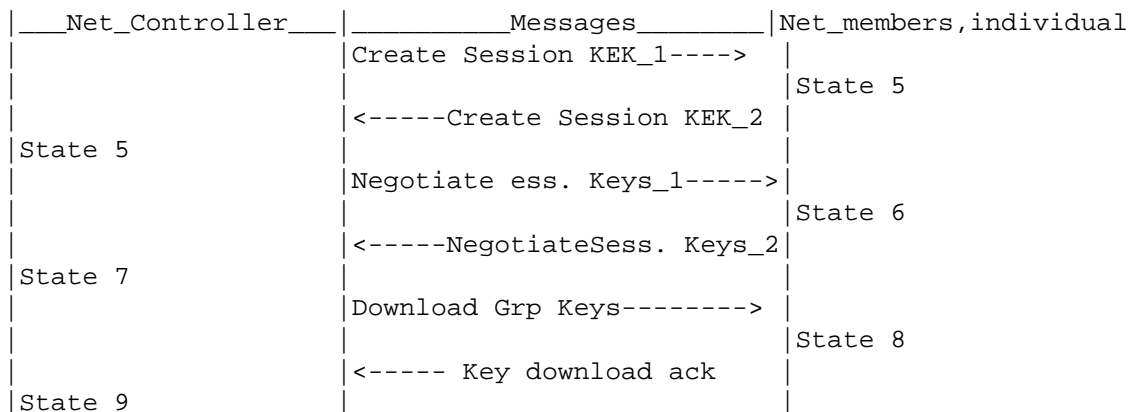 |___Net_Controller___|__________Messages________|Net_members,individual
|                    |Create Session KEK_1---->  |
|                    |                           |State 5
|                    |<-----Create Session KEK_2 |
|State 5             |                           |
|                    |Negotiate ess. Keys_1----->|
|                    |                           |State 6
|                    |<-----NegotiateSess. Keys_2|
|State 7             |                           |
|                    |Download Grp Keys--------> |
|                    |                           |State 8
|                    |<----- Key download ack    |
|State 9             |                           |